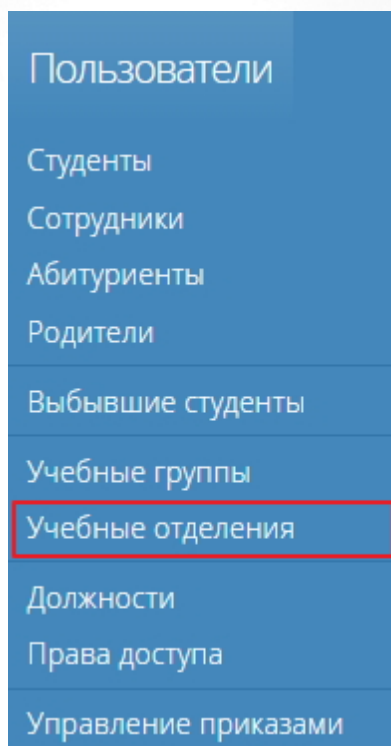 Пользователи
Студенты
Сотрудники
Абитуриенты
Родители
Выбывшие студенты
Учебные группы
Учебные отделения
Должности
Права доступа
Управление приказами